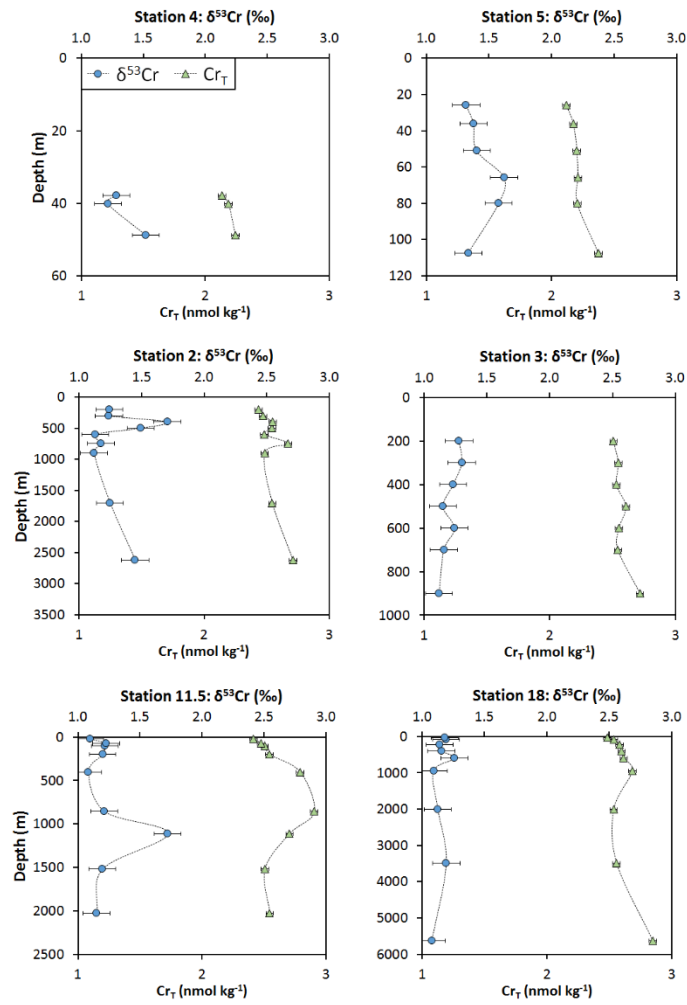 Station 4: δ⁵³Cr (‰)
1.0 1.5 2.0 2.5 3.0
δ⁵³Cr Cr_T
0
20
40
60
Depth (m)
1 2 3
Cr_T (nmol kg⁻¹)
Station 5: δ⁵³Cr (‰)
1.0 1.5 2.0 2.5 3.0
0
20
40
60
80
100
120
1 2 3
Cr_T (nmol kg⁻¹)
Station 2: δ⁵³Cr (‰)
1.0 1.5 2.0 2.5 3.0
0
500
1000
1500
2000
2500
3000
3500
Depth (m)
1 2 3
Cr_T (nmol kg⁻¹)
Station 3: δ⁵³Cr (‰)
1.0 1.5 2.0 2.5 3.0
0
200
400
600
800
1000
1 2 3
Cr_T (nmol kg⁻¹)
Station 11.5: δ⁵³Cr (‰)
1.0 1.5 2.0 2.5 3.0
0
500
1000
1500
2000
2500
Depth (m)
1 2 3
Cr_T (nmol kg⁻¹)
Station 18: δ⁵³Cr (‰)
1.0 1.5 2.0 2.5 3.0
0
1000
2000
3000
4000
5000
6000
1 2 3
Cr_T (nmol kg⁻¹)